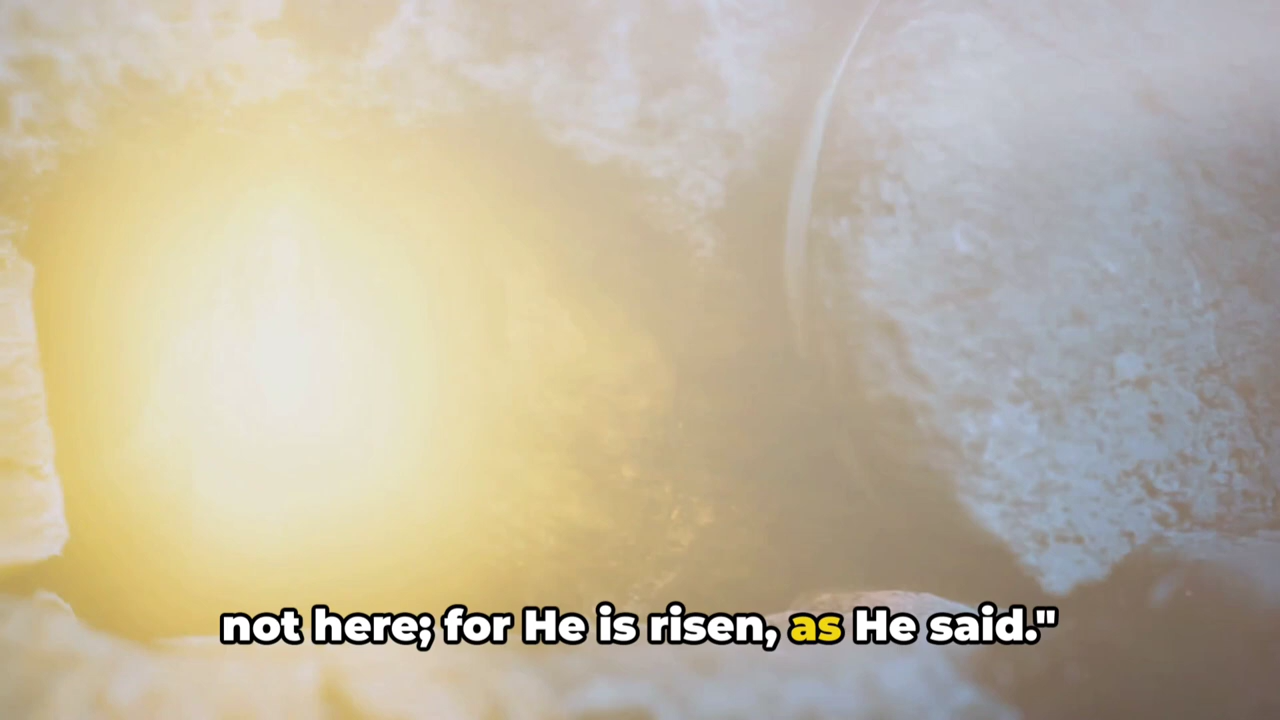 not here; for He is risen, as He said."